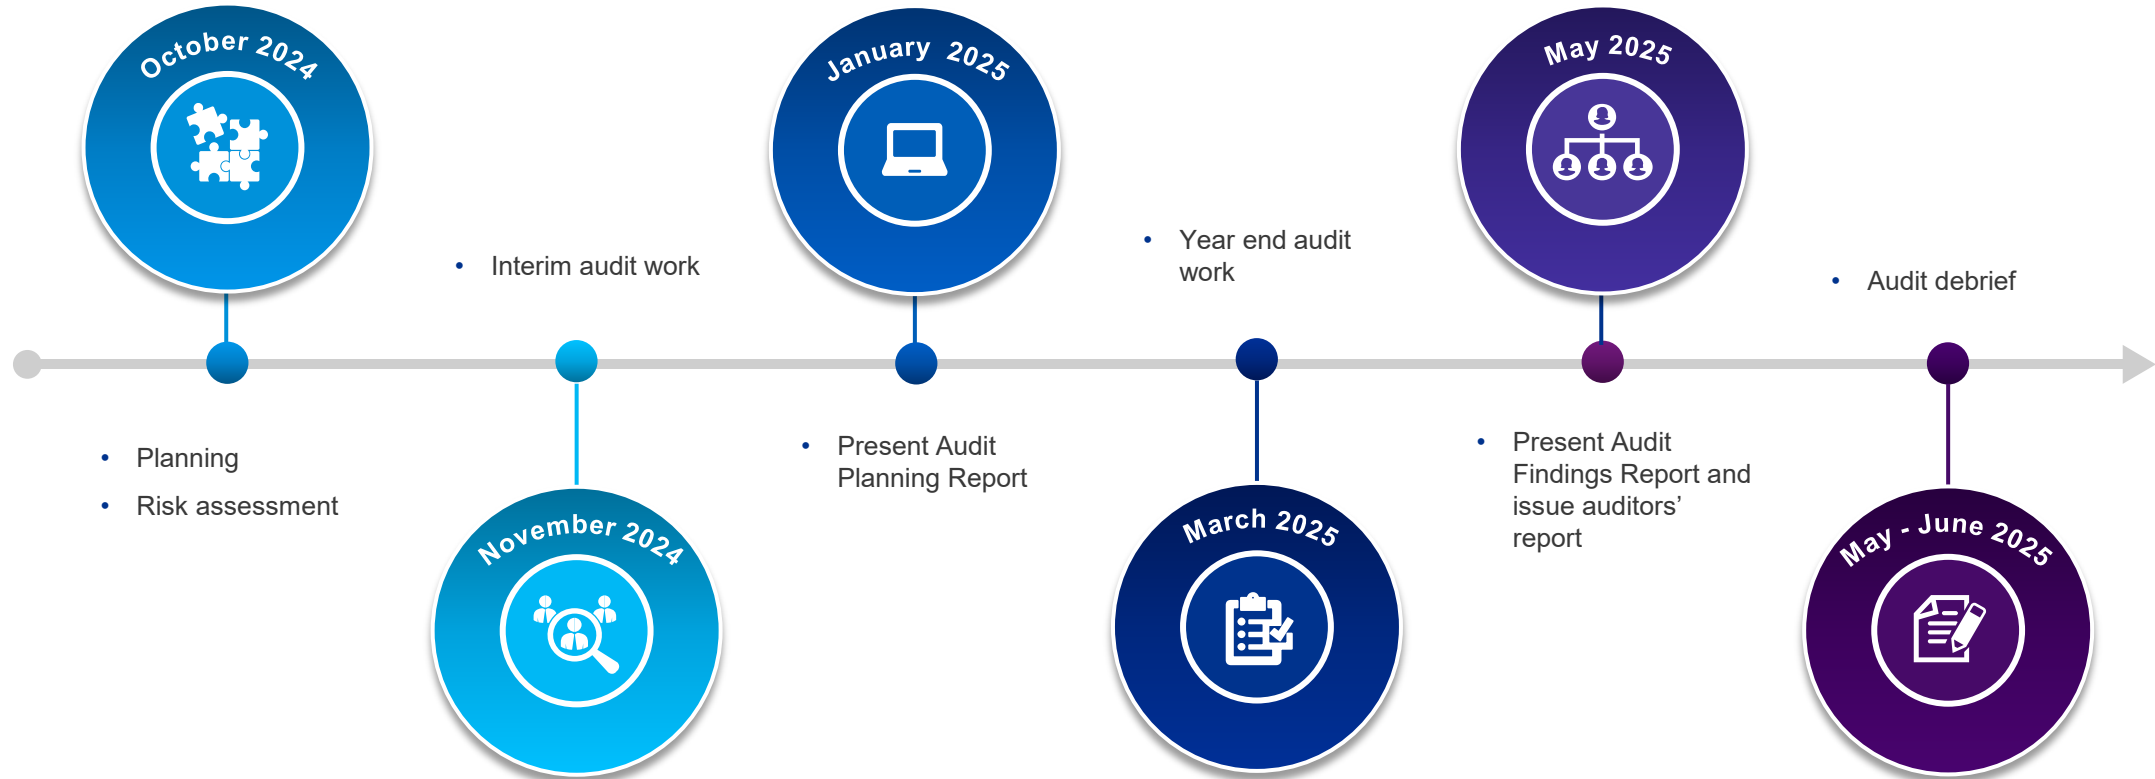 October 2024
• Planning
• Risk assessment
• Interim audit work
November 2024
January 2025
• Present Audit
Planning Report
• Year end audit
work
March 2025
May 2025
• Present Audit
Findings Report and
issue auditors’
report
• Audit debrief
May - June 2025